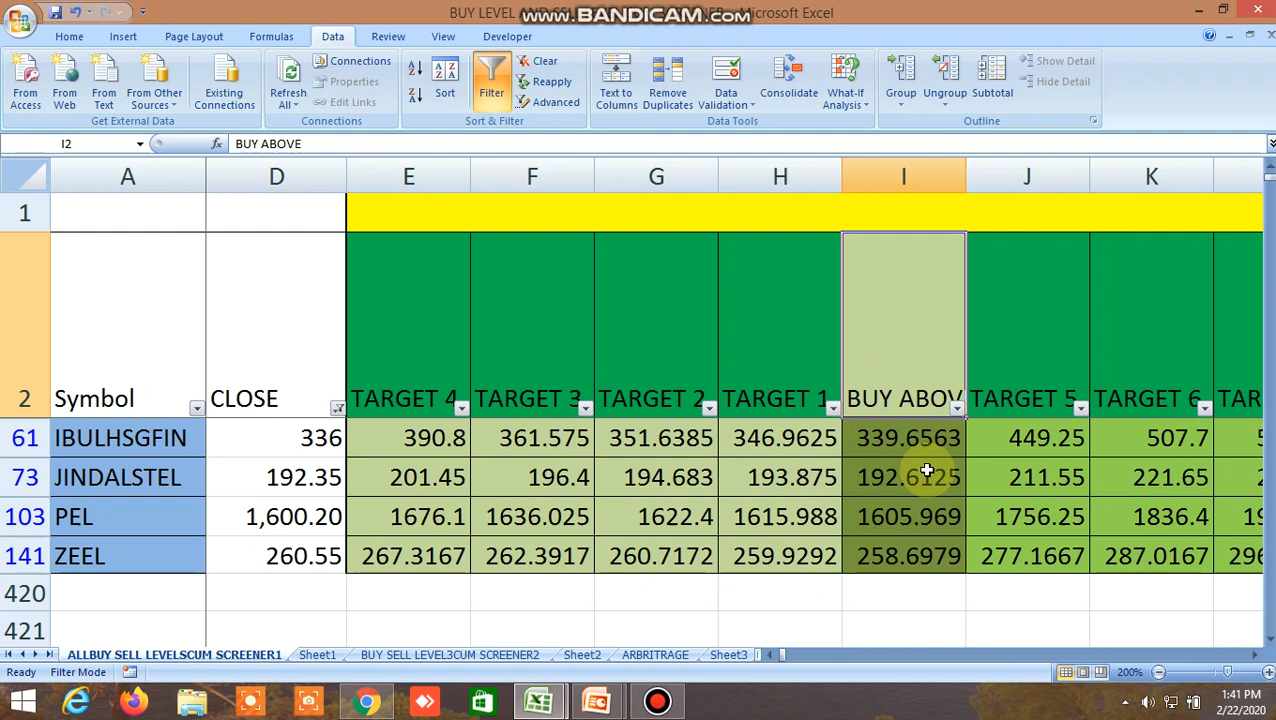 BUY LEVEL AND SEL
www.BANDICAM.com
NER - Microsoft Excel
Home Insert Page Layout Formulas Data Review View Developer
From Access
From Web
From Text
From Other Sources
Existing Connections
Get External Data
Refresh All
Connections
Properties
Edit Links
Connections
Sort
Filter
Clear
Reapply
Advanced
Sort & Filter
Text to Columns
Remove Duplicates
Data Validation
Consolidate
What-If Analysis
Data Tools
Group
Ungroup
Subtotal
Show Detail
Hide Detail
Outline
I2 fx BUY ABOVE
A D E F G H I J K
1
2 Symbol CLOSE TARGET 4 TARGET 3 TARGET 2 TARGET 1 BUY ABOV TARGET 5 TARGET 6 TAR
61 IBULHSGFIN 336 390.8 361.575 351.6385 346.9625 339.6563 449.25 507.7 5
73 JINDALSTEL 192.35 201.45 196.4 194.683 193.875 192.6125 211.55 221.65 2
103 PEL 1,600.20 1676.1 1636.025 1622.4 1615.988 1605.969 1756.25 1836.4 19
141 ZEEL 260.55 267.3167 262.3917 260.7172 259.9292 258.6979 277.1667 287.0167 296
420
421
ALLBUY SELL LEVELSCUM SCREENER1 Sheet1 BUY SELL LEVEL3CUM SCREENER2 Sheet2 ARBRITRAGE Sheet3
Ready Filter Mode 200%
1:41 PM
2/22/2020